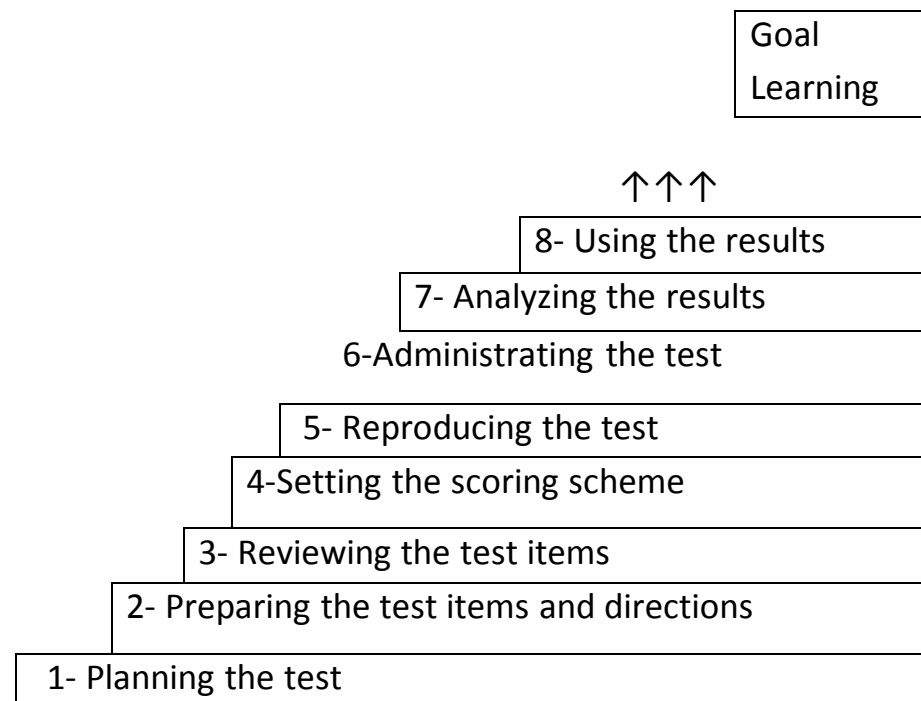 Goal
Learning
↑↑↑
8- Using the results
7- Analyzing the results
6-Administrating the test
5- Reproducing the test
4-Setting the scoring scheme
3- Reviewing the test items
2- Preparing the test items and directions
1- Planning the test